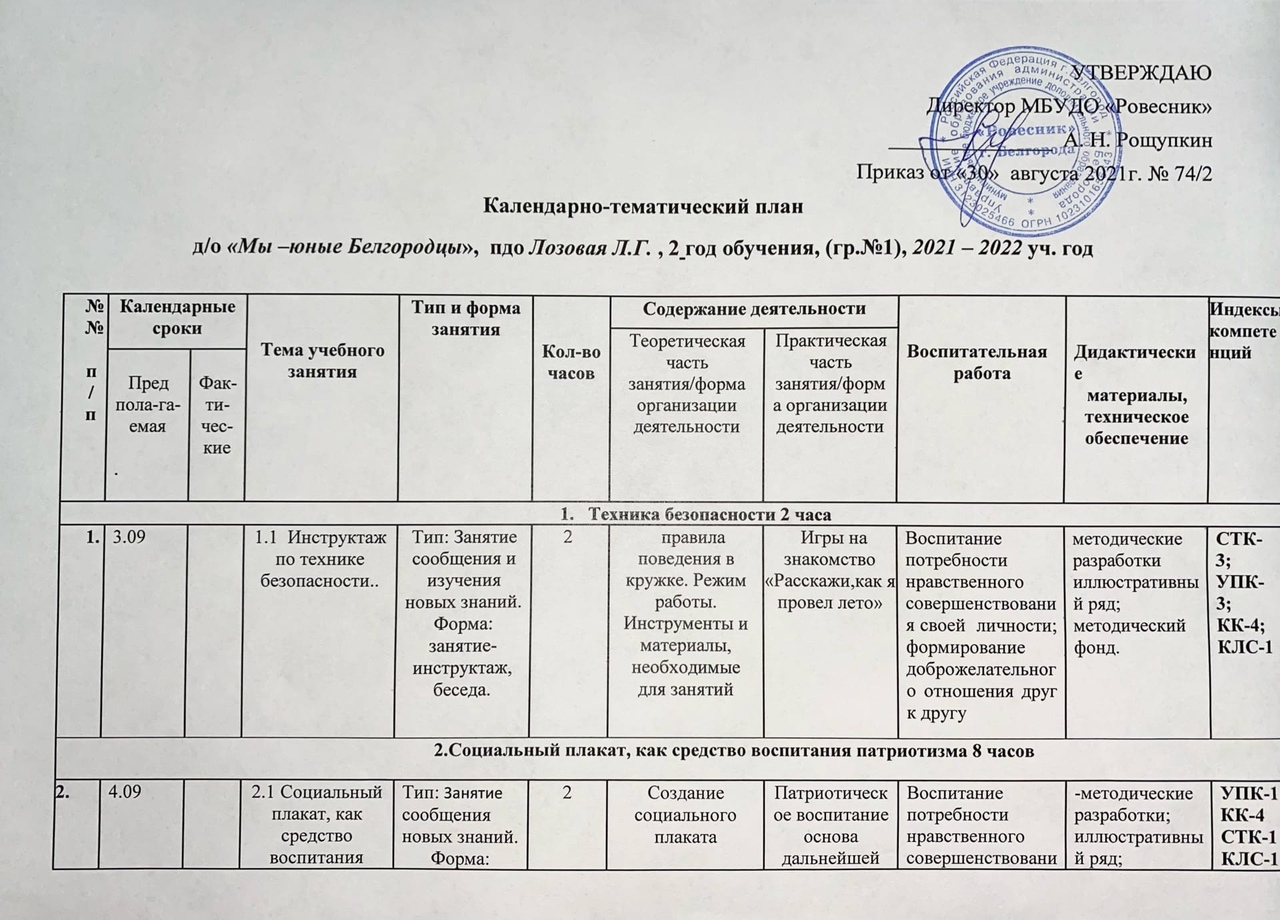 УТВЕРЖДАЮ
Директор МБУДО «Ровесник»
А. Н. Рощупкин
Приказ от «30» августа 2021г. № 74/2
Российская Федерация г. Белгород
«Ровесник»
г. Белгорода
ОГРН
Календарно-тематический план
д/о «Мы –юные Белгородцы», пдо Лозовая Л.Г. , 2 год обучения, (гр.№1), 2021 – 2022 уч. год
№
№
п
/
п
Календарные
сроки
Пред
пола-га-
емая
.
Фак-
ти-
чес-
кие
Тема учебного
занятия
Тип и форма
занятия
Кол-во
часов
Содержание деятельности
Теоретическая
часть
занятия/форма
организации
деятельности
Практическая
часть
занятия/форм
а организации
деятельности
Воспитательная
работа
Дидактически
е
материалы,
техническое
обеспечение
Индексы
компете
нций
1. Техника безопасности 2 часа
1.
3.09
1.1 Инструктаж
по технике
безопасности..
Тип: Занятие
сообщения и
изучения
новых знаний.
Форма:
занятие-
инструктаж,
беседа.
2
правила
поведения в
кружке. Режим
работы.
Инструменты и
материалы,
необходимые
для занятий
Игры на
знакомство
«Расскажи,как я
провел лето»
Воспитание
потребности
нравственного
совершенствовани
я своей личности;
формирование
доброжелательног
о отношения друг
к другу
методические
разработки
иллюстративны
й ряд;
методический
фонд.
СТК-
3;
УПК-
3;
КК-4;
КЛС-1
2.Социальный плакат, как средство воспитания патриотизма 8 часов
2.
4.09
2.1 Социальный
плакат, как
средство
воспитания
Тип: Занятие
сообщения
новых знаний.
Форма:
2
Создание
социального
плаката
Патриотическ
ое воспитание
основа
дальнейшей
Воспитание
потребности
нравственного
совершенствовани
-методические
разработки;
иллюстративны
й ряд;
УПК-1
КК-4
СТК-1
КЛС-1